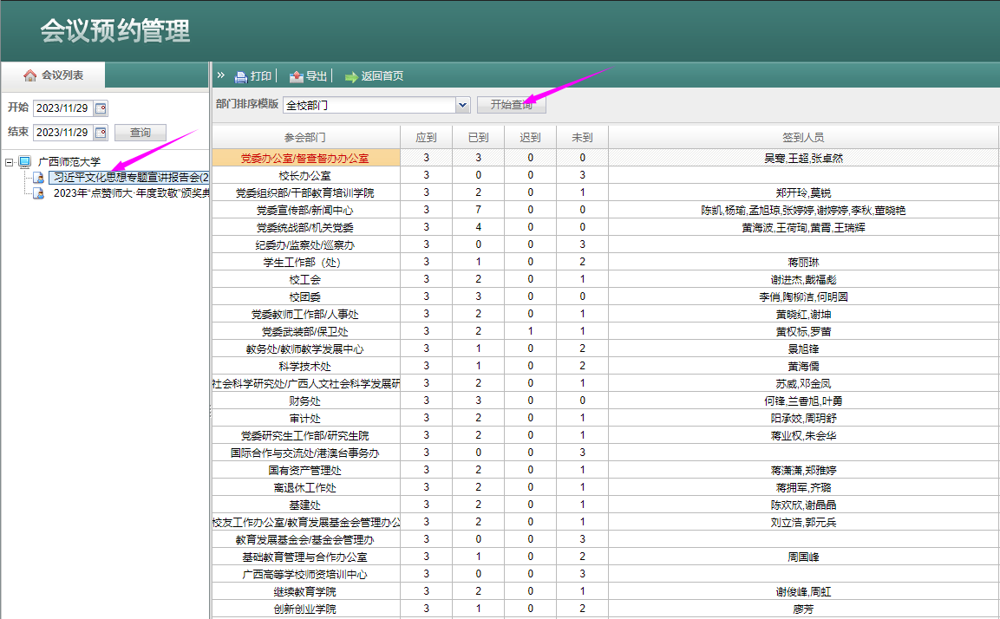 会议预约管理
会议列表
开始 2023/11/29
结束 2023/11/29 查询
广西师范大学
习近平文化思想专题宣讲报告会(2
2023年“点赞师大·年度致敬”颁奖典
» 打印 导出 返回首页
部门排序模版 全校部门 开始查询
参会部门 应到 已到 迟到 未到 签到人员
党委办公室/督查督办办公室 3 3 0 0 吴窜,王超,张卓然
校长办公室 3 0 0 3
党委组织部/干部教育培训学院 3 2 0 1 郑开玲,莫锐
党委宣传部/新闻中心 3 7 0 0 陈凯,杨瑜,孟旭琼,张婷婷,谢婷婷,李秋,董晓艳
党委统战部/机关党委 3 4 0 0 黄海波,王荷珣,黄霄,王瑞辉
纪委办/监察处/巡察办 3 0 0 3
学生工作部（处） 3 1 0 2 蒋丽琳
校工会 3 2 0 1 谢进杰,戴福彪
校团委 3 3 0 0 李俏,陶柳洁,何明圆
党委教师工作部/人事处 3 2 0 1 黄晓红,谢坤
党委武装部/保卫处 3 2 1 1 黄权标,罗苗
教务处/教师教学发展中心 3 1 0 2 景旭锋
科学技术处 3 1 0 2 黄海儒
社会科学研究处/广西人文社会科学发展研 3 2 0 1 苏威,邓金凤
财务处 3 3 0 0 何锋,兰香旭,叶勇
审计处 3 2 0 1 阳承姣,周玥舒
党委研究生工作部/研究生院 3 2 0 1 蒋业权,朱会华
国际合作与交流处/港澳台事务办 3 0 0 3
国有资产管理处 3 2 0 1 蒋潇潇,郑雅婷
离退休工作处 3 2 0 1 蒋拥军,齐璐
基建处 3 2 0 1 陈欢欣,谢晶晶
校友工作办公室/教育发展基金会管理办公 3 2 0 1 刘立浩,郭元兵
教育发展基金会/基金会管理办 3 0 0 3
基础教育管理与合作办公室 3 1 0 2 周国峰
广西高等学校师资培训中心 3 0 0 3
继续教育学院 3 2 0 1 谢俊峰,周虹
创新创业学院 3 1 0 2 廖芳